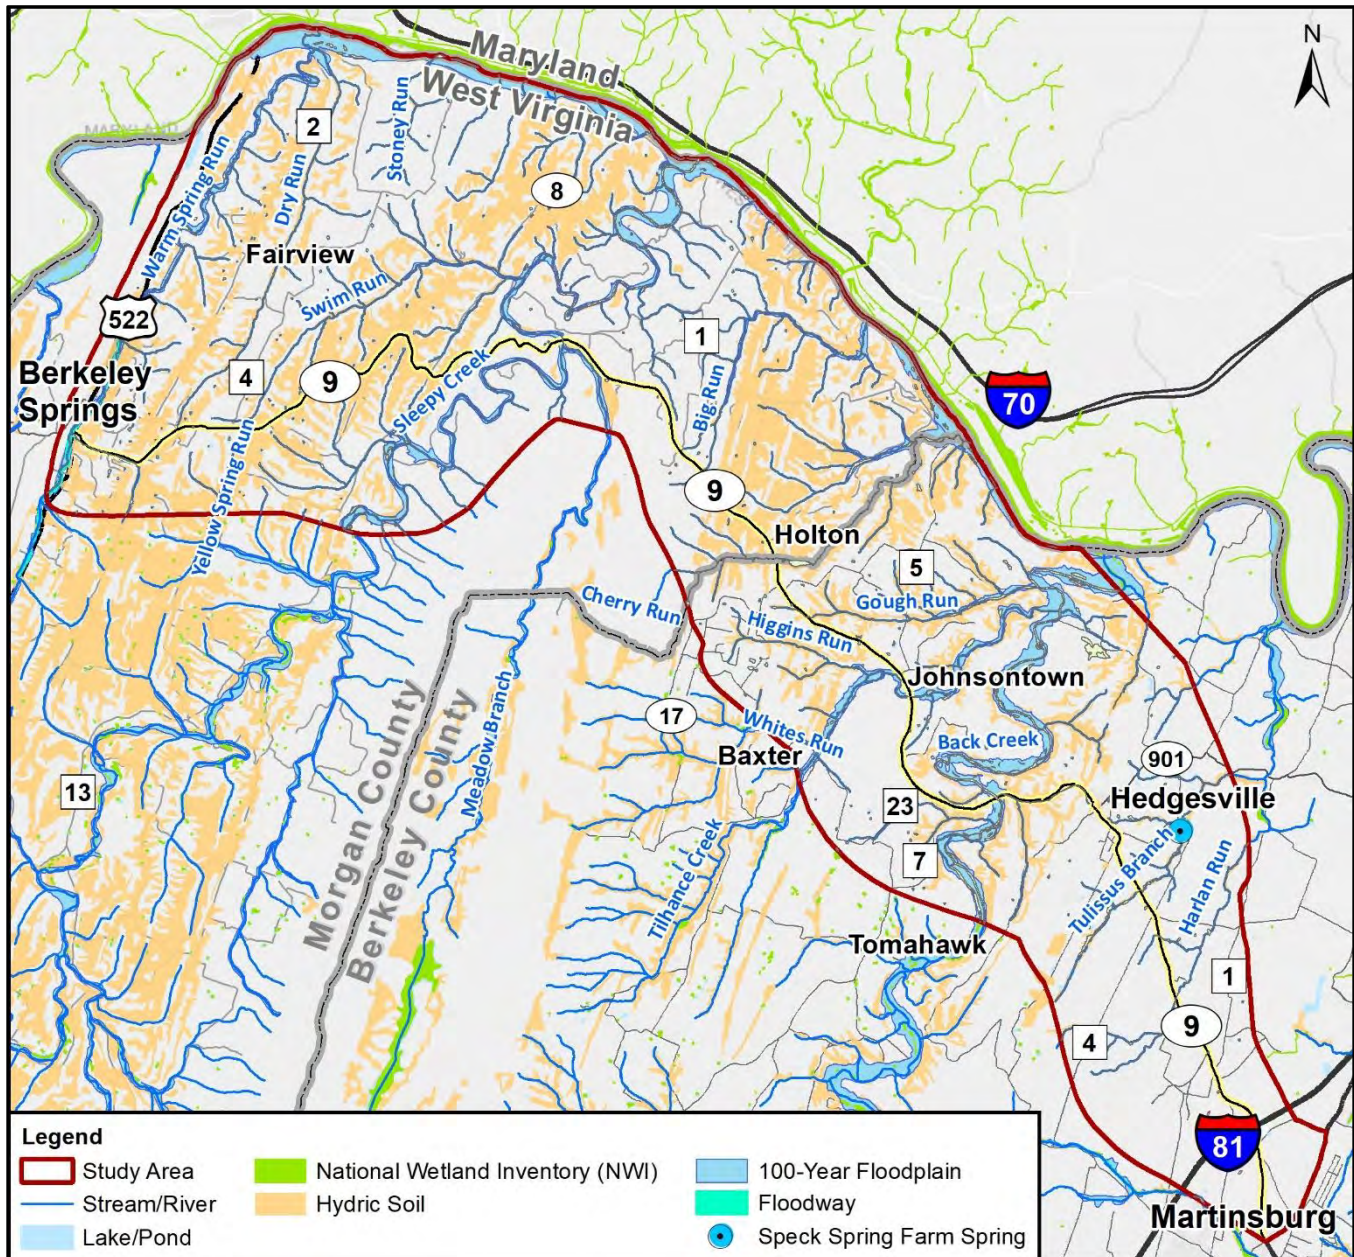 N
Maryland
West Virginia
MARYLAND
2
Stoney Run
Dry Run
Warm Spring Run
8
Fairview
Swim Run
522
1
Berkeley
Springs
4
9
Sleepy Creek
Big Run
70
Yellow Spring Run
9
Holton
5
Cherry Run
Gough Run
Higgins Run
Johnsontown
Morgan County
Berkeley County
Meadow Branch
17
Whites Run
Baxter
Back Creek
901
13
23
Hedgesville
7
Tilhance Creek
Tulissus Branch
Harlan Run
Tomahawk
1
9
4
81
Martinsburg
Legend
Study Area
Stream/River
Lake/Pond
National Wetland Inventory (NWI)
Hydric Soil
100-Year Floodplain
Floodway
Speck Spring Farm Spring